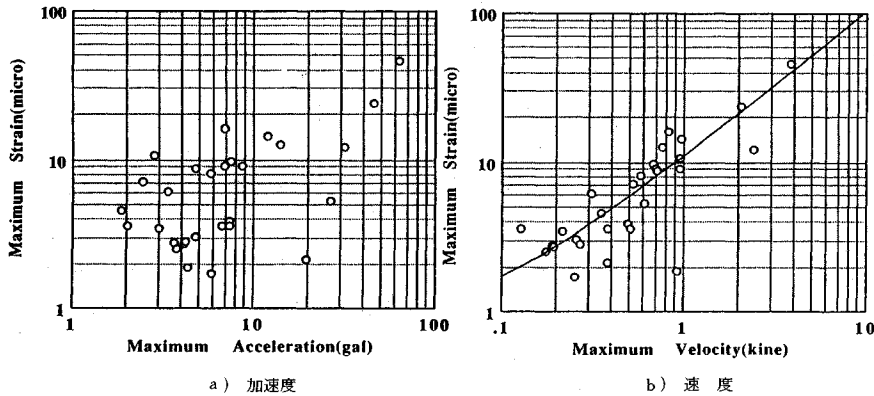 100
10
1
Maximum Strain(micro)
1 10 100
Maximum Acceleration(gal)
a) 加速度
100
10
1
Maximum Strain(micro)
.1 1 10
Maximum Velocity(kine)
b) 速 度